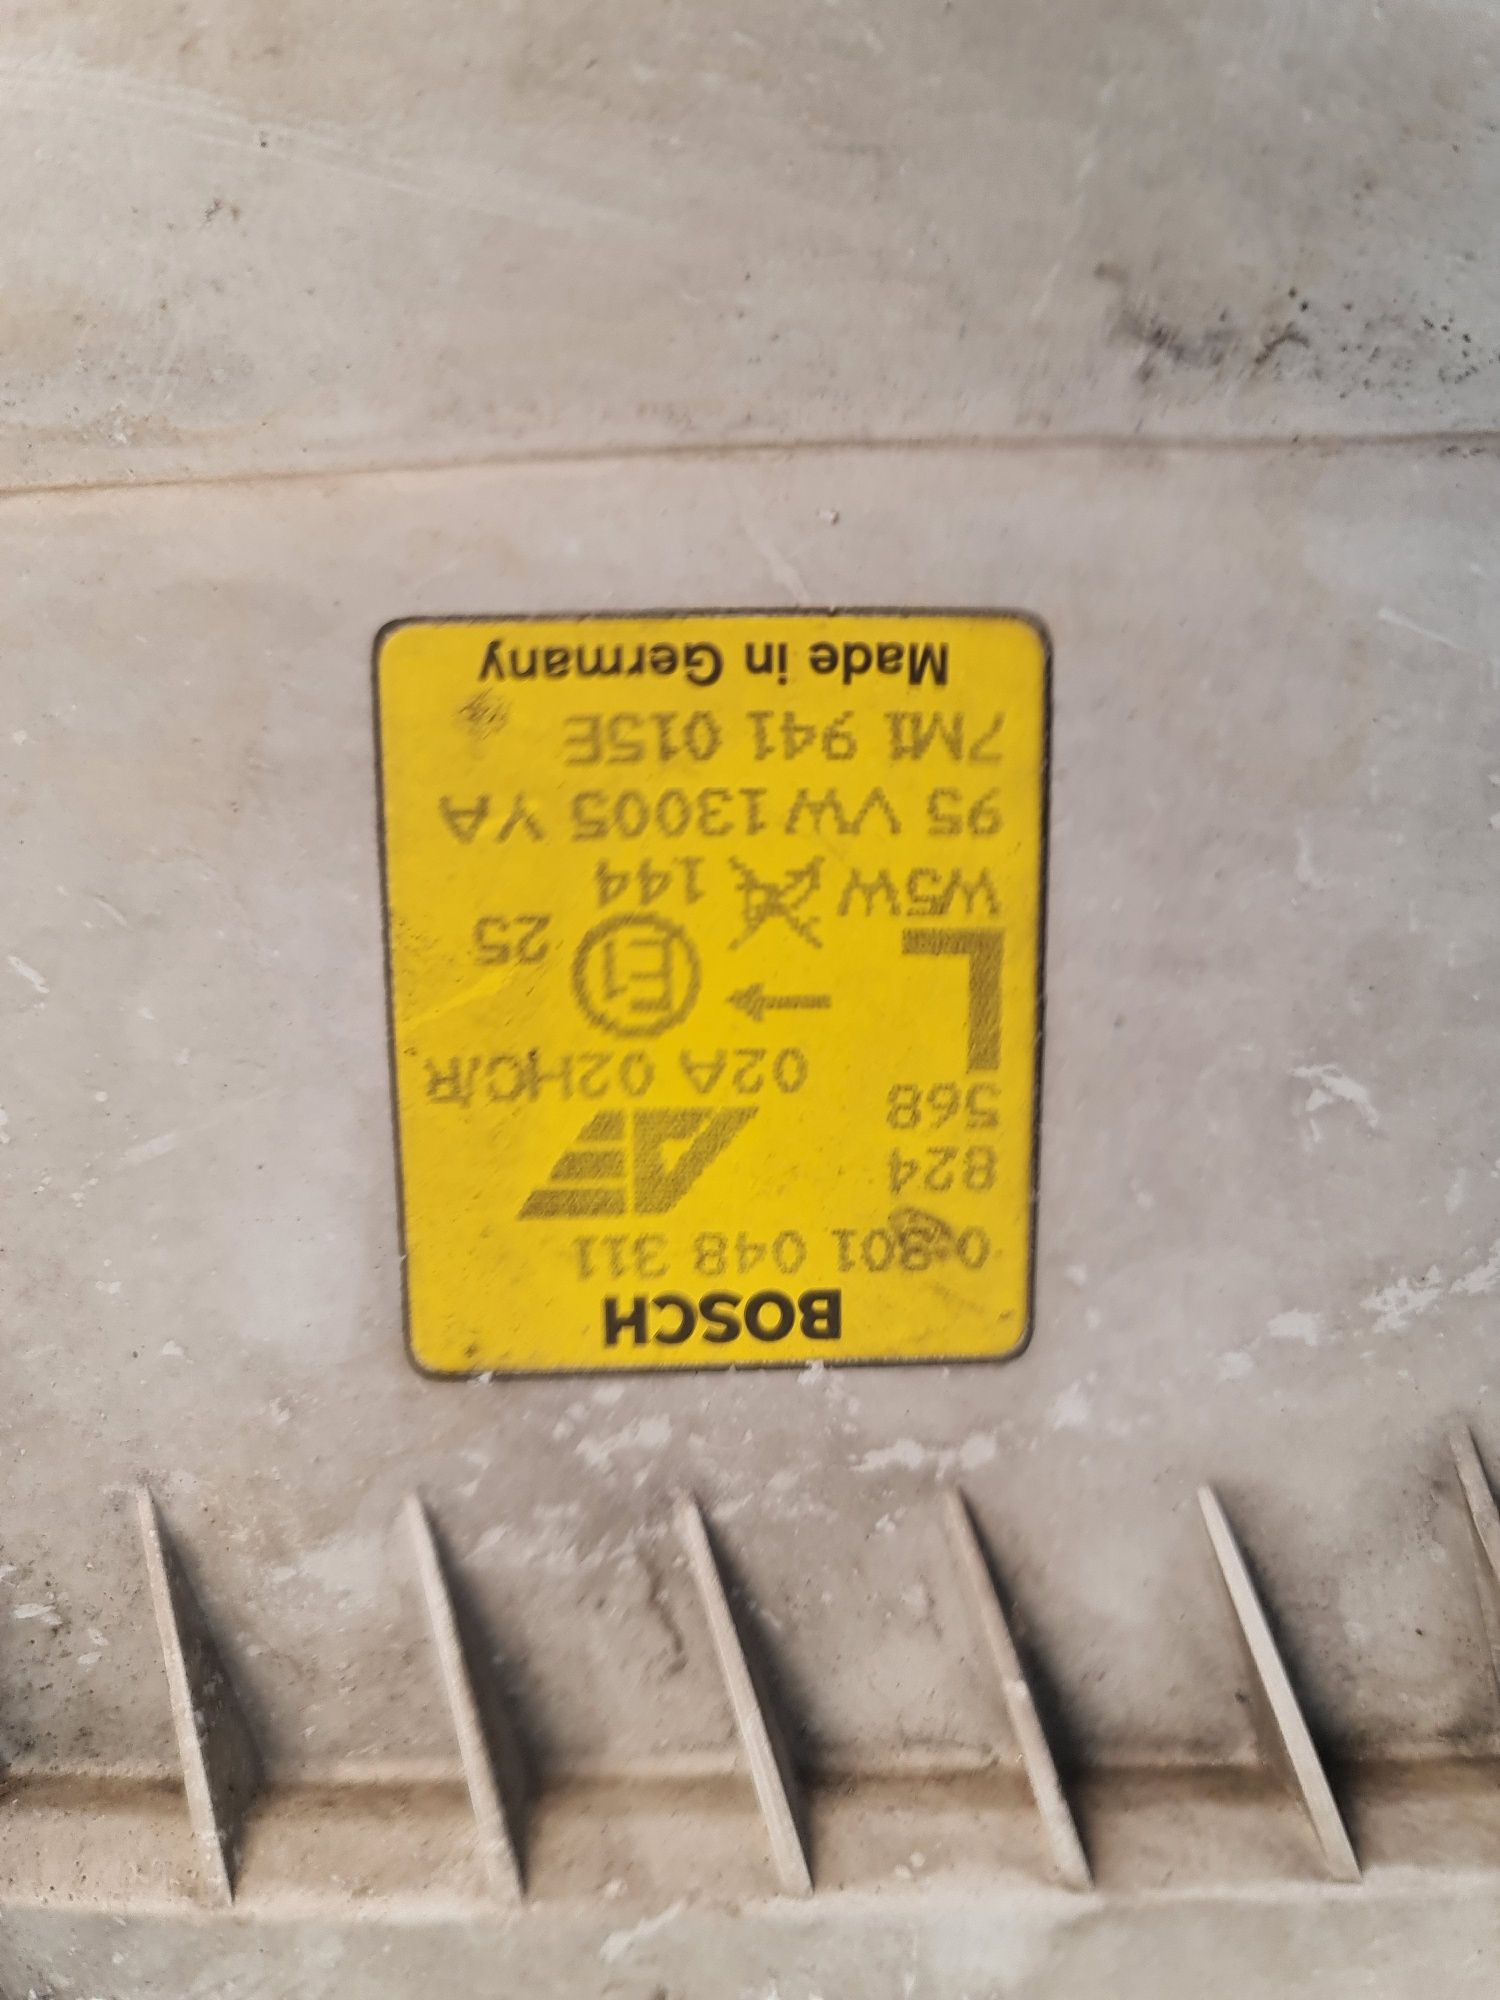 BOSCH
0 301 048 311
824
568
02A 02HC/R
L
E1
25
W5W 144
95 VW 13005 YA
7M1 941 015E
Made in Germany